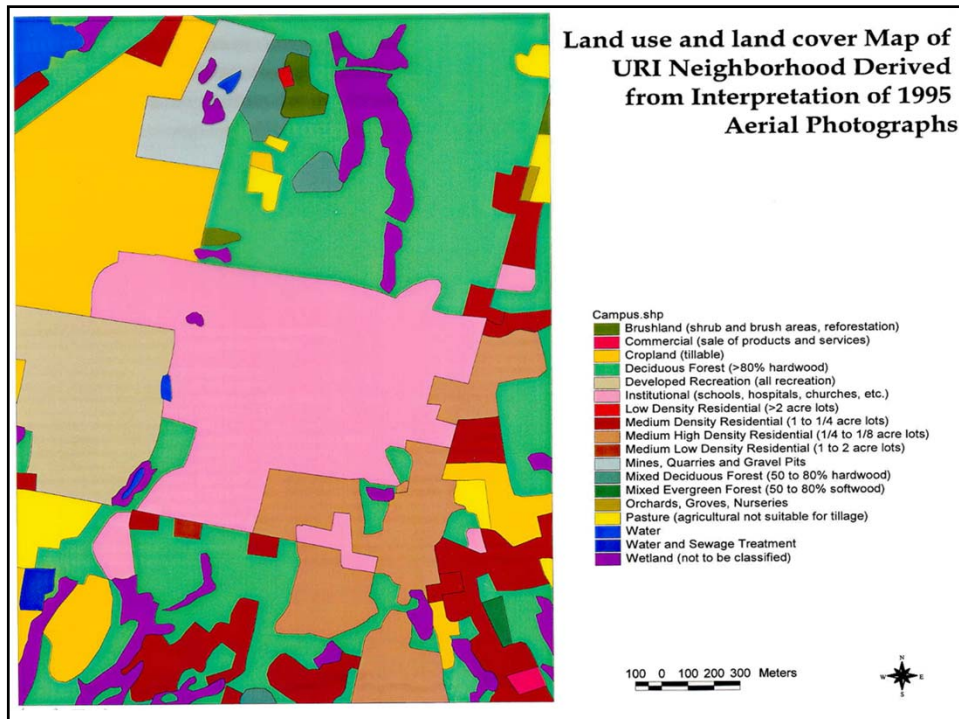 Land use and land cover Map of
URI Neighborhood Derived
from Interpretation of 1995
Aerial Photographs
Campus.shp
Brushland (shrub and brush areas, reforestation)
Commercial (sale of products and services)
Cropland (tillable)
Deciduous Forest (>80% hardwood)
Developed Recreation (all recreation)
Institutional (schools, hospitals, churches, etc.)
Low Density Residential (>2 acre lots)
Medium Density Residential (1 to 1/4 acre lots)
Medium High Density Residential (1/4 to 1/8 acre lots)
Medium Low Density Residential (1 to 2 acre lots)
Mines, Quarries and Gravel Pits
Mixed Deciduous Forest (50 to 80% hardwood)
Mixed Evergreen Forest (50 to 80% softwood)
Orchards, Groves, Nurseries
Pasture (agricultural not suitable for tillage)
Water
Water and Sewage Treatment
Wetland (not to be classified)
100 0 100 200 300 Meters
N
W E
S